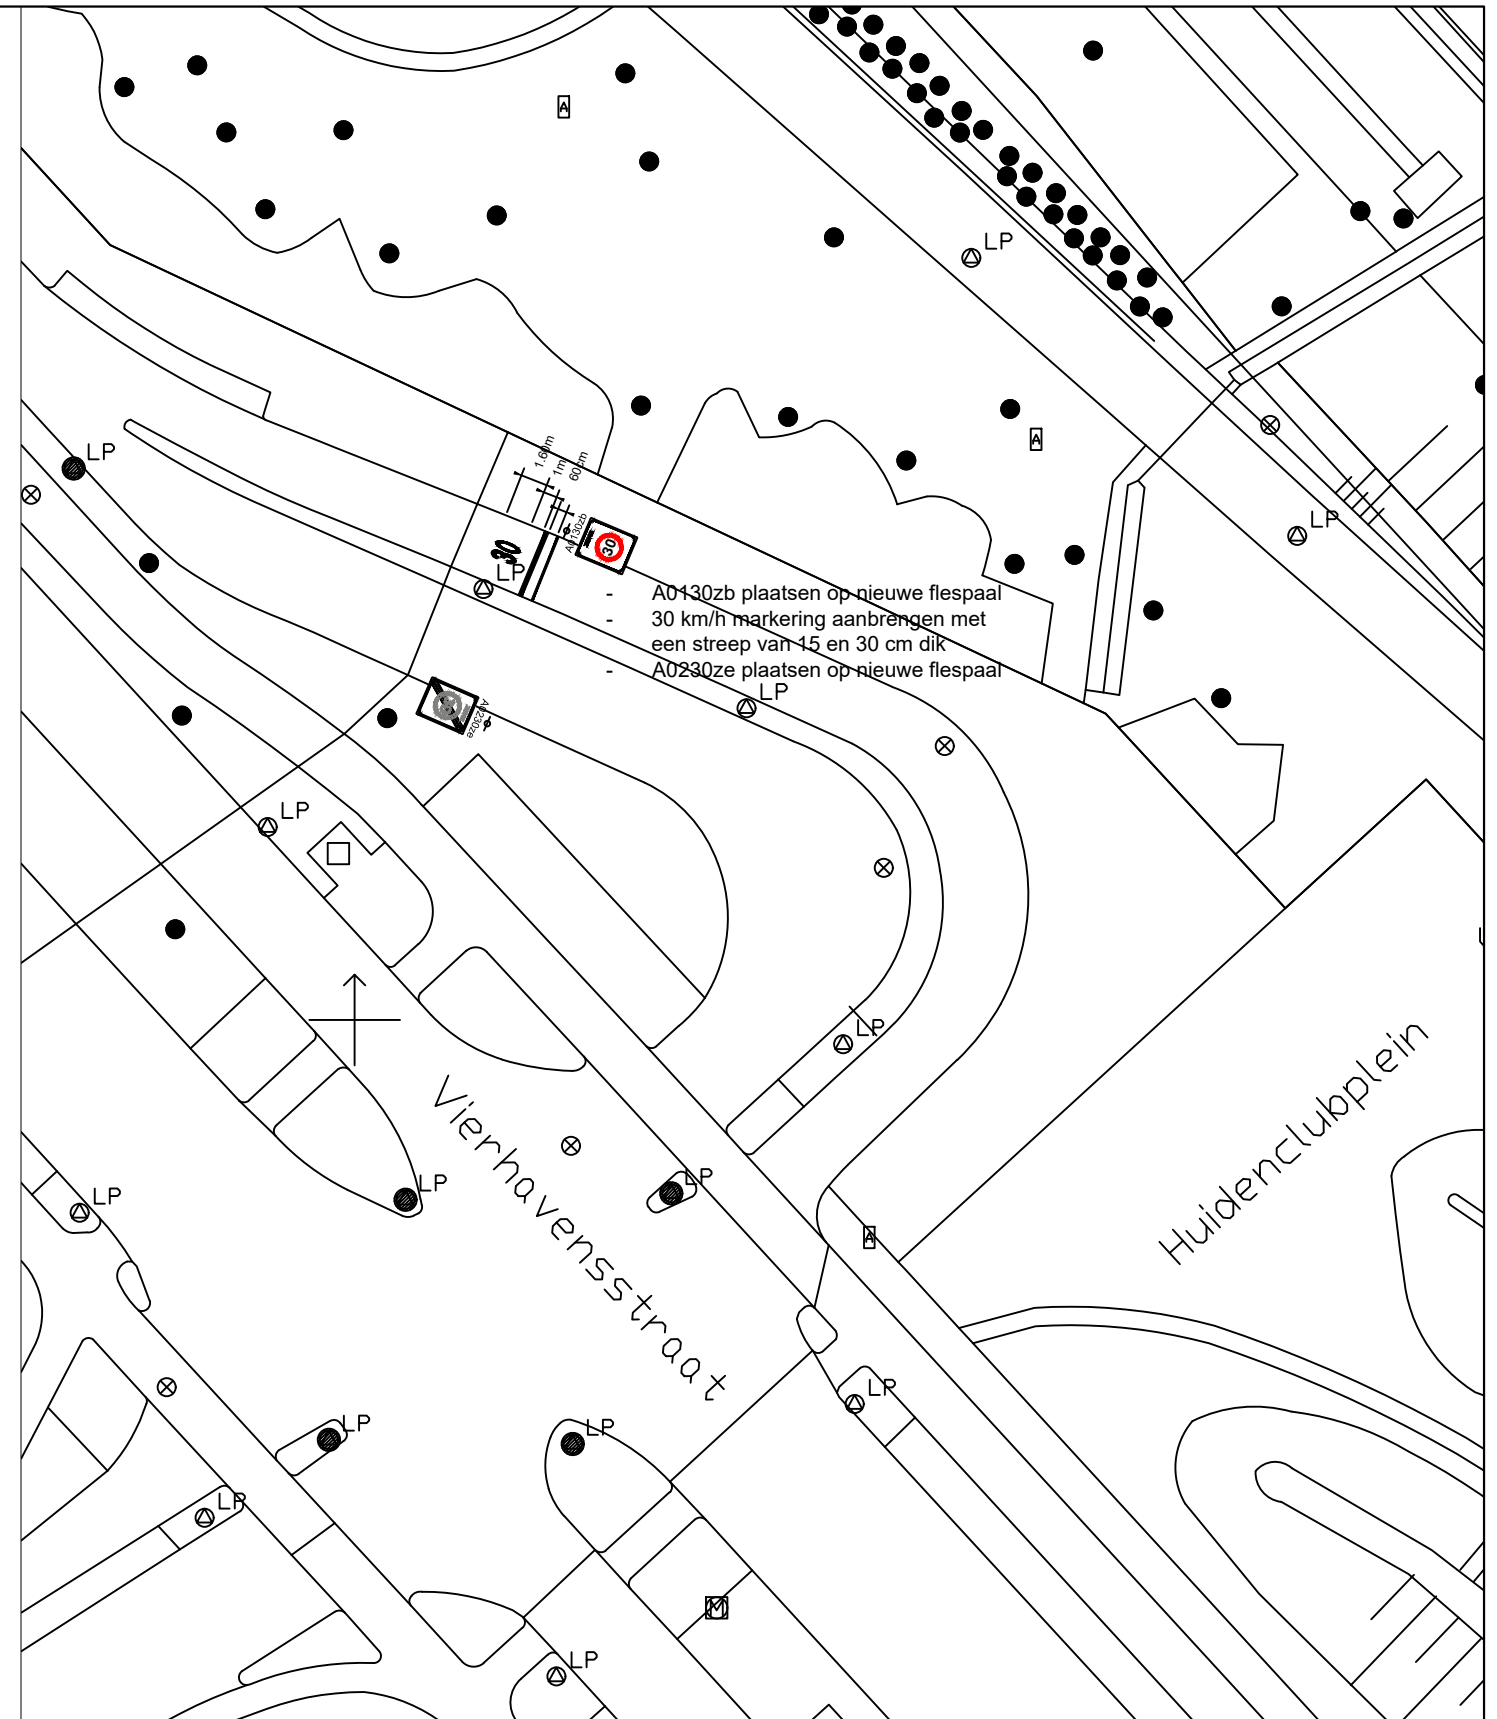 A
LP
LP
A
1.60m
1m
60cm
A0130zb
30
30
LP
LP
- A0130zb plaatsen op nieuwe flespaal
- 30 km/h markering aanbrengen met
een streep van 15 en 30 cm dik
- A0230ze plaatsen op nieuwe flespaal
LP
A0230ze
LP
LP
Vierhavensstraat
Huidenclubplein
LP
LP
LP
A
LP
LP
LP
LP
M
LP